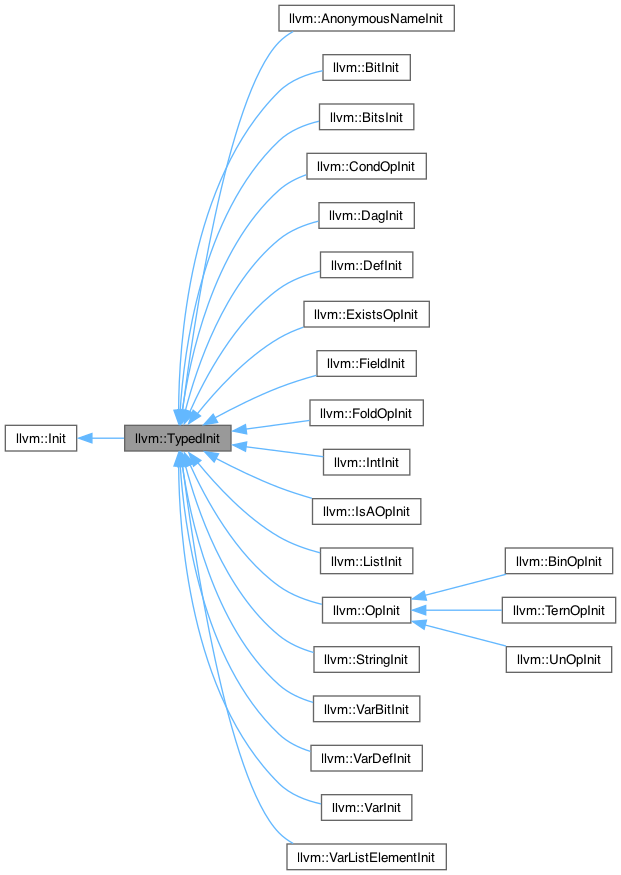 llvm::AnonymousNameInit
llvm::BitInit
llvm::BitsInit
llvm::CondOpInit
llvm::DagInit
llvm::DefInit
llvm::ExistsOpInit
llvm::FieldInit
llvm::FoldOpInit
llvm::Init
llvm::TypedInit
llvm::IntInit
llvm::IsAOpInit
llvm::ListInit
llvm::BinOpInit
llvm::OpInit
llvm::TernOpInit
llvm::StringInit
llvm::UnOpInit
llvm::VarBitInit
llvm::VarDefInit
llvm::VarInit
llvm::VarListElementInit